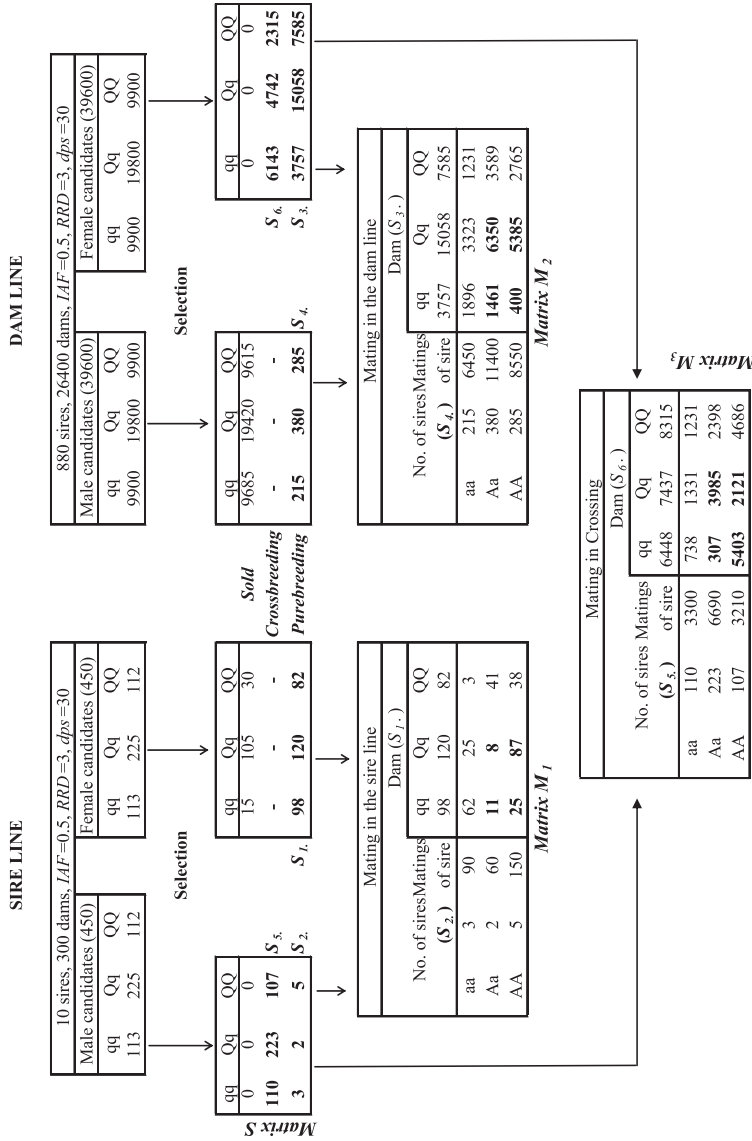 SIRE LINE
10 sires, 300 dams, IAF=0.5, RRD=3, dps=30
Male candidates (450)
qq Qq QQ
113 225 112
Female candidates (450)
qq Qq QQ
113 225 112
Selection
Matrix S
qq Qq QQ
0 0 0
110 223 107 S5.
3 2 5 S2.
qq Qq QQ
15 105 30 Sold
- - - Crossbreeding
S1. 98 120 82 Purebreeding
Mating in the sire line
No. of sires Matings Dam (S1.)
(S2.) of sire qq Qq QQ
98 120 82
aa 3 90 62 25 3
Aa 2 60 11 8 41
AA 5 150 25 87 38
Matrix M1
DAM LINE
880 sires, 26400 dams, IAF=0.5, RRD=3, dps=30
Male candidates (39600)
qq Qq QQ
9900 19800 9900
Female candidates (39600)
qq Qq QQ
9900 19800 9900
Selection
qq Qq QQ
9685 19420 9615
- - -
215 380 285 S4.
qq Qq QQ
0 0 0
S6. 6143 4742 2315
S3. 3757 15058 7585
Mating in the dam line
No. of sires Matings Dam (S3.)
(S4.) of sire qq Qq QQ
3757 15058 7585
aa 215 6450 1896 3323 1231
Aa 380 11400 1461 6350 3589
AA 285 8550 400 5385 2765
Matrix M2
Mating in Crossing
No. of sires Matings Dam (S6.)
(S5.) of sire qq Qq QQ
6448 7437 8315
aa 110 3300 738 1331 1231
Aa 223 6690 307 3985 2398
AA 107 3210 5403 2121 4686
Matrix M3